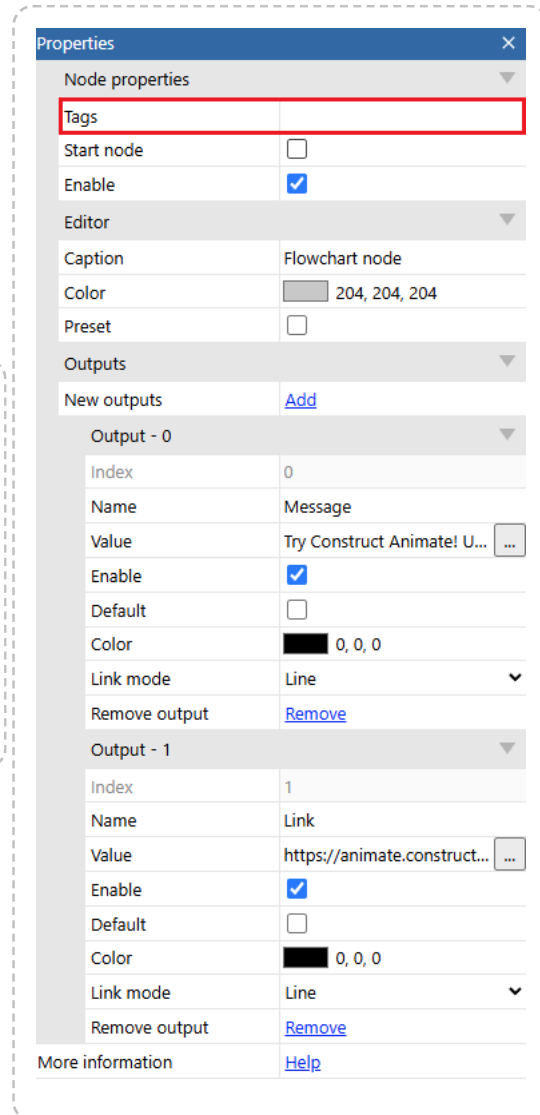 Properties ×
Node properties
Tags
Start node
Enable
Editor
Caption Flowchart node
Color 204, 204, 204
Preset
Outputs
New outputs Add
Output - 0
Index 0
Name Message
Value Try Construct Animate! U... ...
Enable
Default
Color 0, 0, 0
Link mode Line
Remove output Remove
Output - 1
Index 1
Name Link
Value https://animate.construct... ...
Enable
Default
Color 0, 0, 0
Link mode Line
Remove output Remove
More information Help